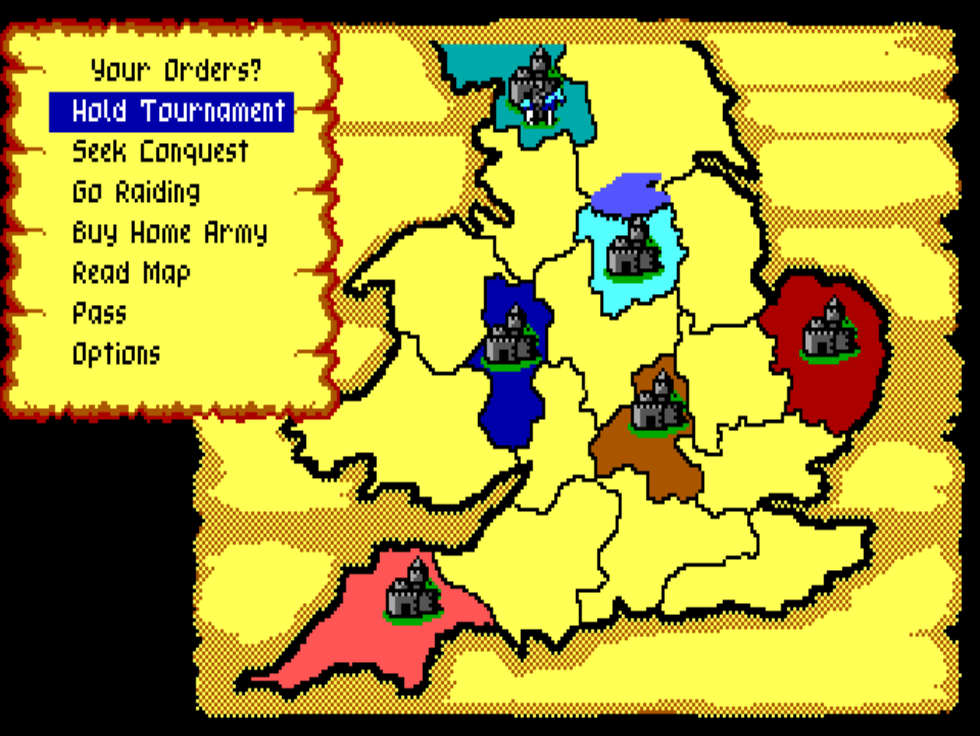 Your Orders?
Hold Tournament
Seek Conquest
Go Raiding
Buy Home Army
Read Map
Pass
Options